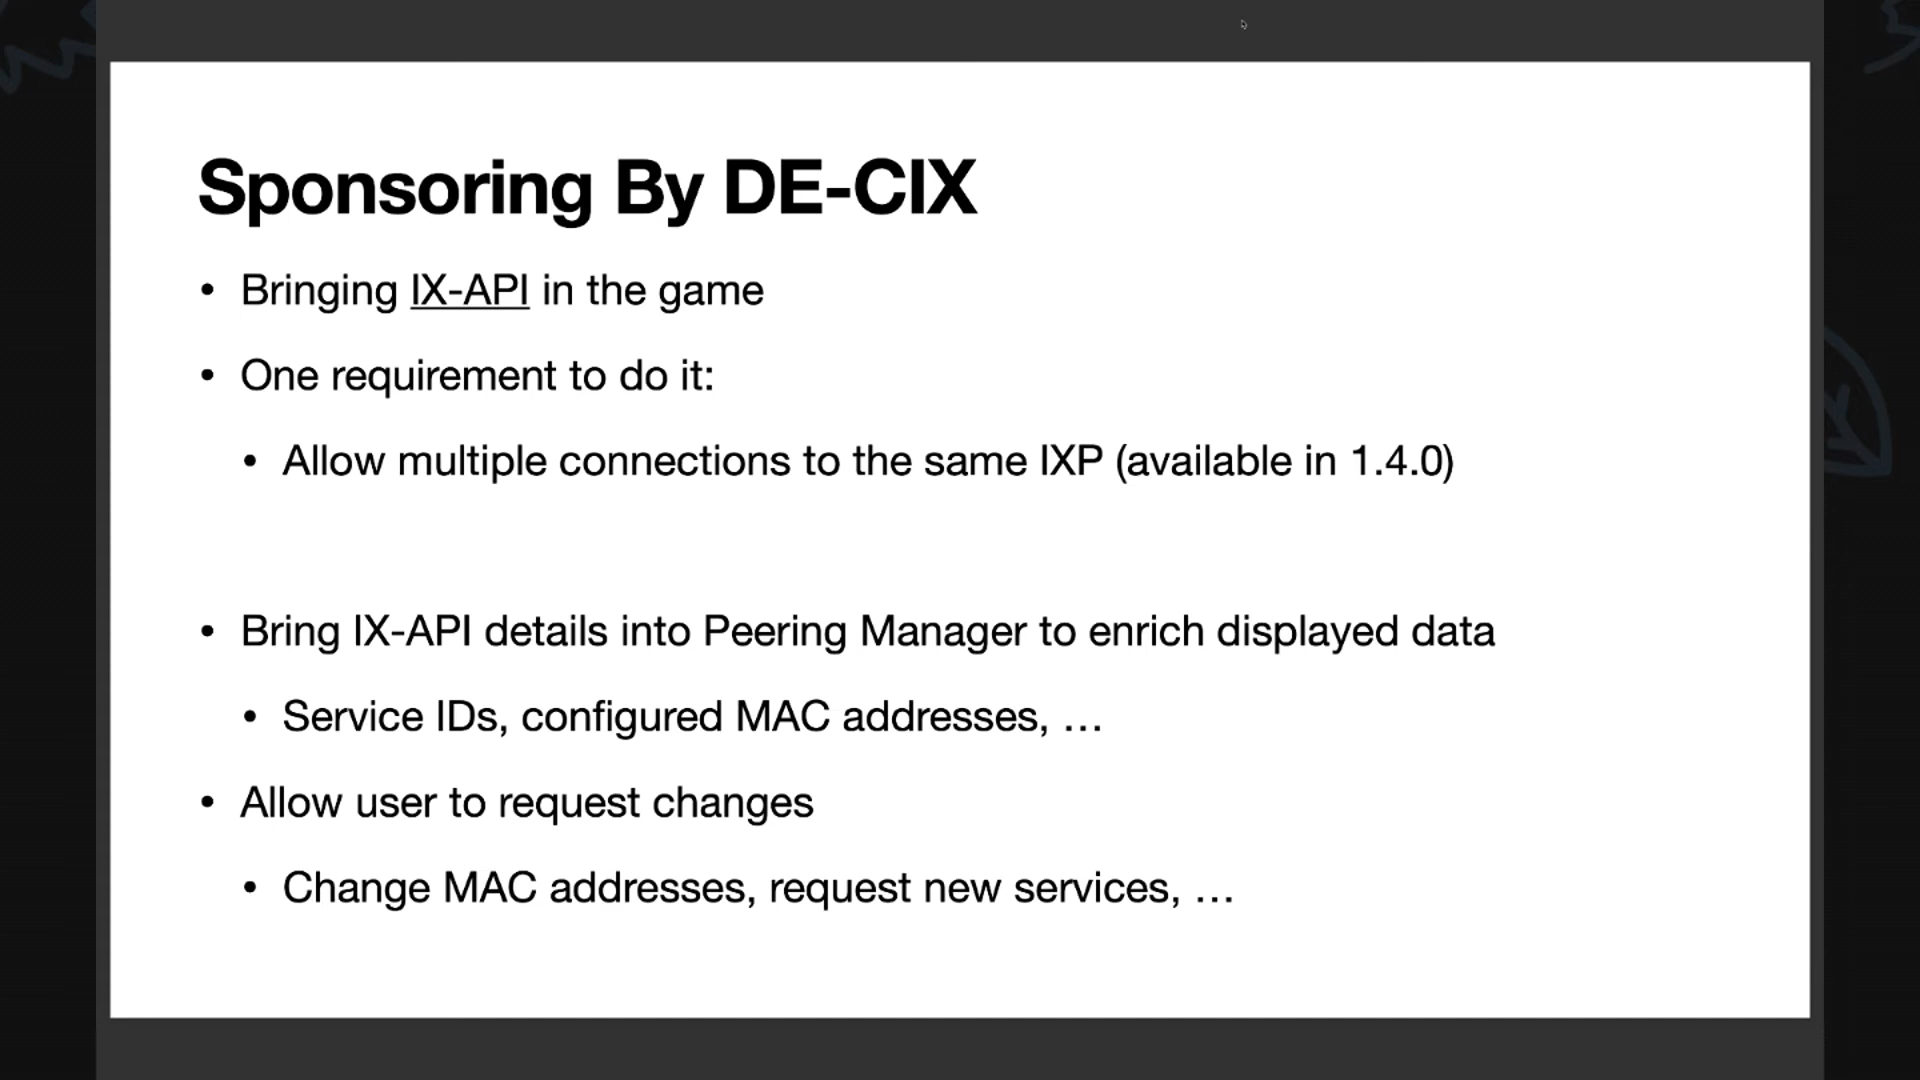 Sponsoring By DE-CIX
• Bringing IX-API in the game
• One requirement to do it:
• Allow multiple connections to the same IXP (available in 1.4.0)
• Bring IX-API details into Peering Manager to enrich displayed data
• Service IDs, configured MAC addresses, …
• Allow user to request changes
• Change MAC addresses, request new services, …